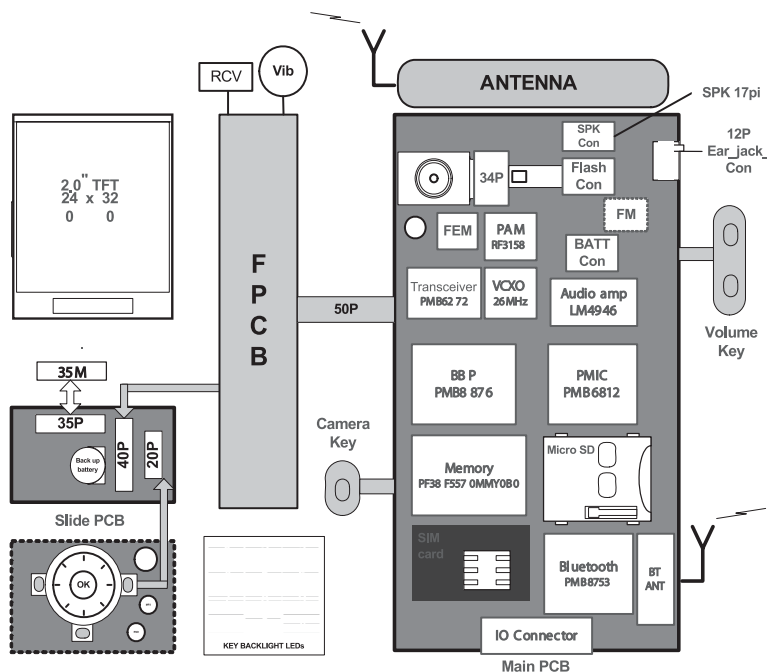 RCV
Vib
ANTENNA
SPK 17pi
SPK
Con
12P
Ear_jack_
Con
2.0" TFT
24 x 32
0 0
34P
Flash
Con
FM
FEM
PAM
RF3158
BATT
Con
F
P
C
B
Transceiver
PMB62 72
VCXO
26MHz
Audio amp
LM4946
50P
Volume
Key
35M
BB P
PMB8 876
PMIC
PMB6812
35P
40P
20P
Back up
battery
Camera
Key
Micro SD
Memory
PF38 F557 0MMY0B0
Slide PCB
SIM
card
OK
Bluetooth
PMB8753
BT
ANT
KEY BACKLIGHT LEDs
IO Connector
Main PCB